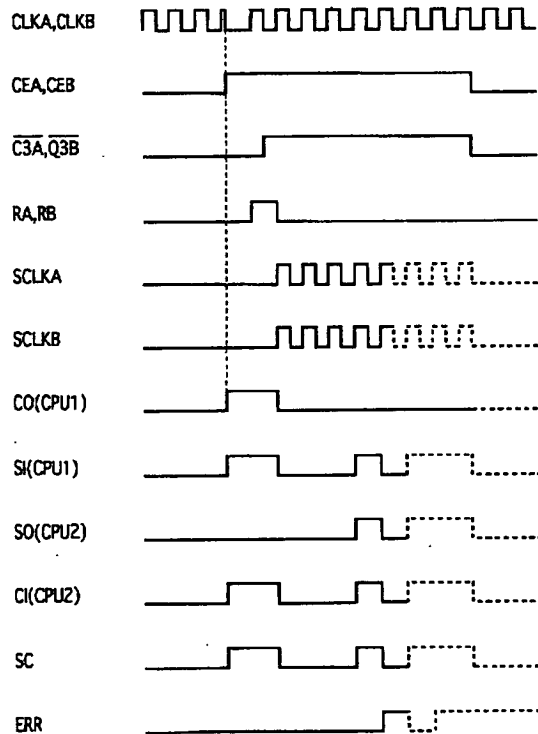 CLKA,CLKB
CEA,CEB
C3A,Q3B
RA,RB
SCLKA
SCLKB
CO(CPU1)
SI(CPU1)
SO(CPU2)
CI(CPU2)
SC
ERR